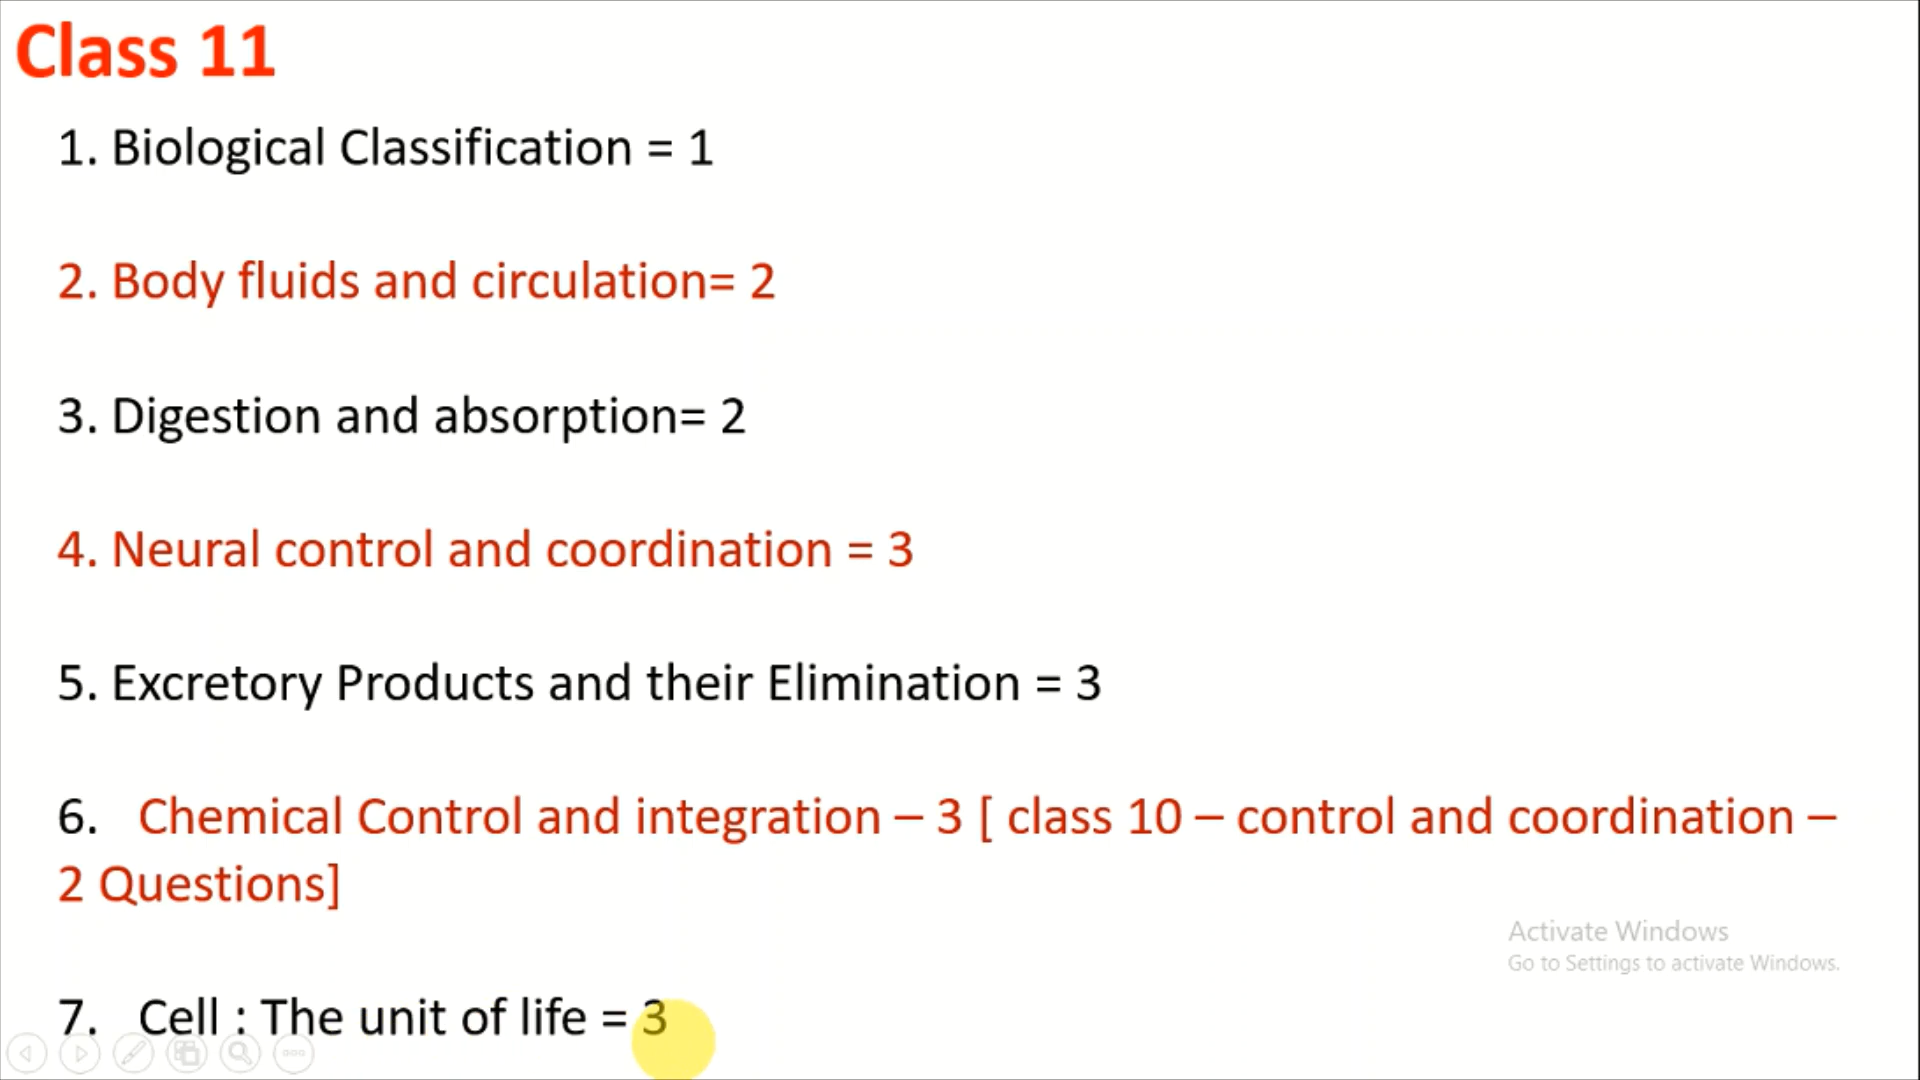 Class 11
1. Biological Classification = 1
2. Body fluids and circulation= 2
3. Digestion and absorption= 2
4. Neural control and coordination = 3
5. Excretory Products and their Elimination = 3
6. Chemical Control and integration – 3 [ class 10 – control and coordination –
2 Questions]
Activate Windows
Go to Settings to activate Windows.
7. Cell : The unit of life = 3